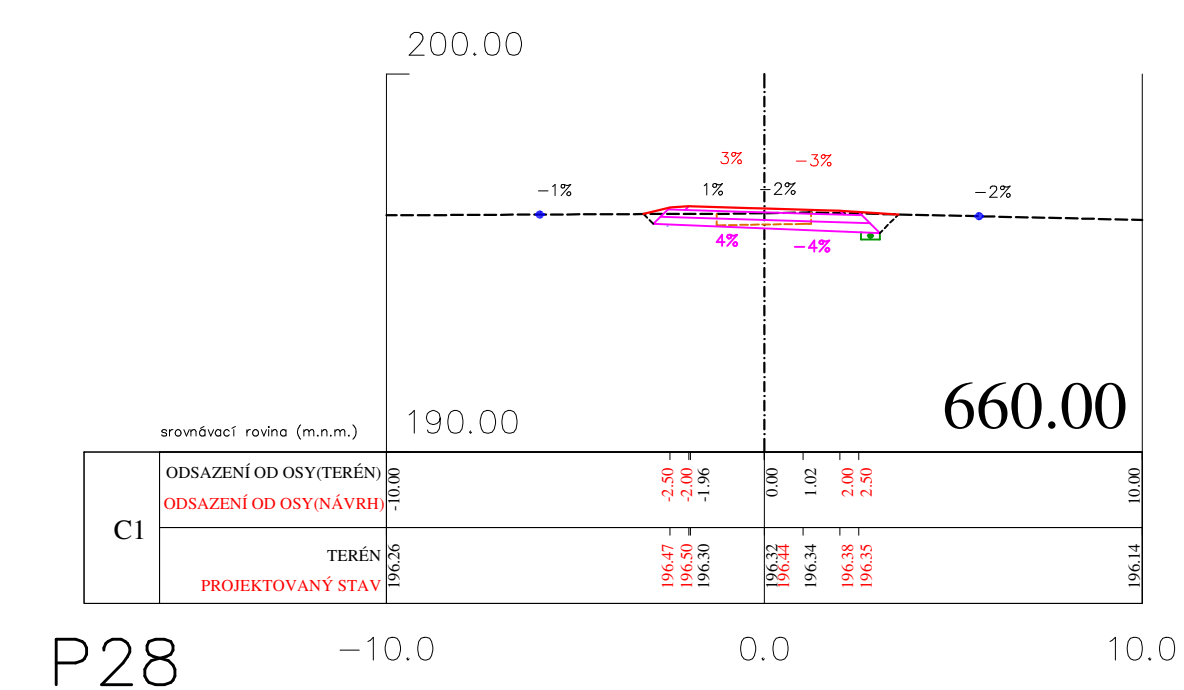 200.00
3% −3%
−1% 1% −2% −2%
4% −4%
660.00
190.00
srovnávací rovina (m.n.m.)
C1
ODSAZENÍ OD OSY(TERÉN) -10.00 -1.96 0.00 1.02 10.00
ODSAZENÍ OD OSY(NÁVRH) -2.50 -2.00 2.00 2.50
TERÉN 196.26 196.30 196.32 196.34 196.14
PROJEKTOVANÝ STAV 196.47 196.50 196.44 196.38 196.35
P28 −10.0 0.0 10.0